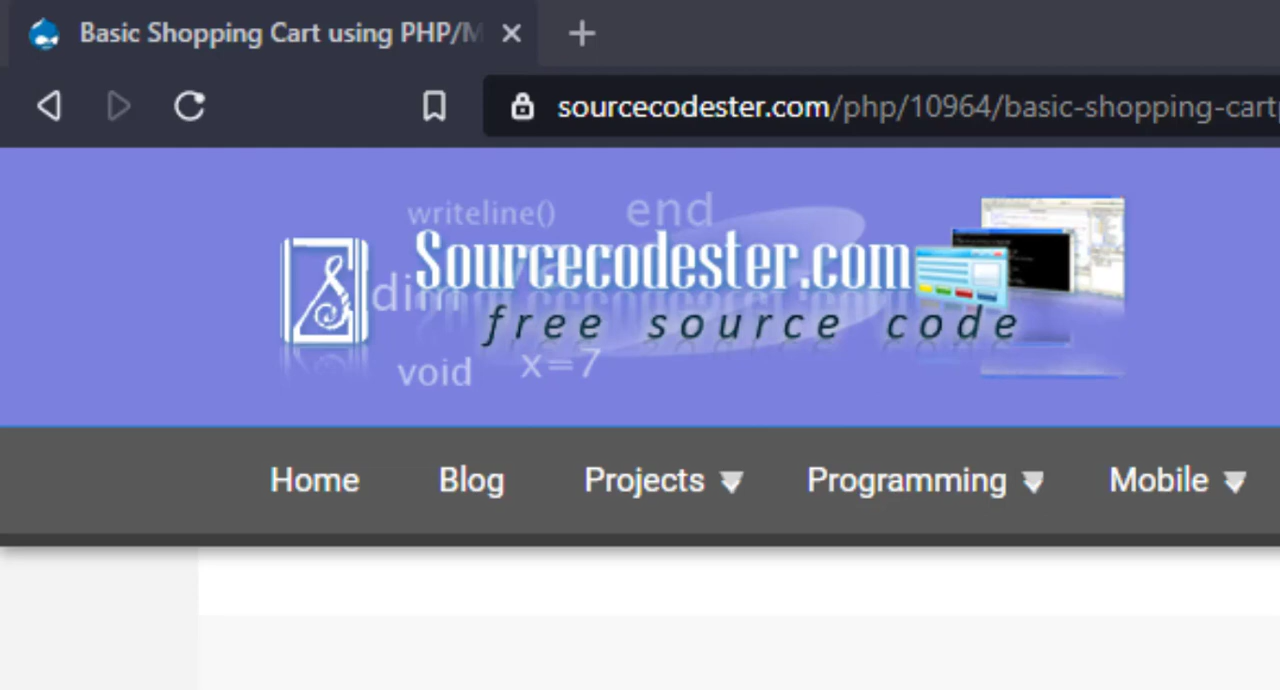 Basic Shopping Cart using PHP/M
sourcecodester.com/php/10964/basic-shopping-cart
writeline() end
Sourcecodester.com
dim
free source code
void x=7
Home Blog Projects Programming Mobile